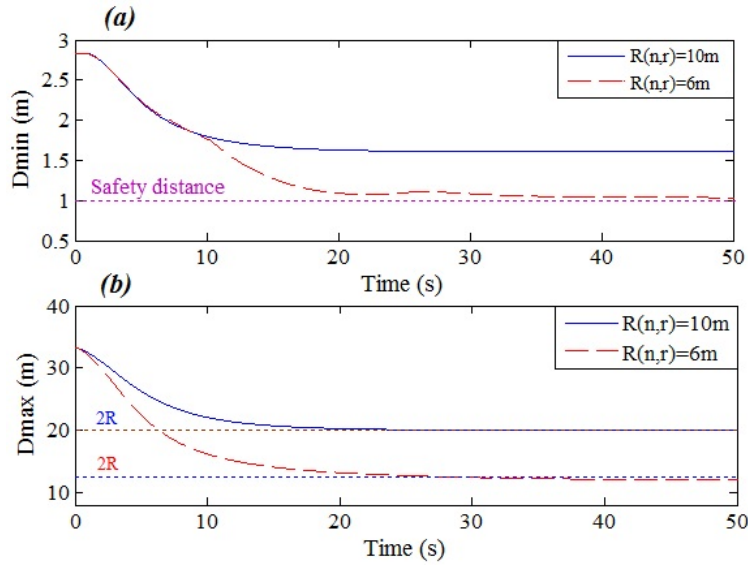 (a)
3
2.5
2
1.5
1
0.5
Dmin (m)
R(n,r)=10m
R(n,r)=6m
Safety distance
0 10 20 30 40 50
Time (s)
(b)
40
30
20
10
Dmax (m)
R(n,r)=10m
R(n,r)=6m
2R
2R
0 10 20 30 40 50
Time (s)